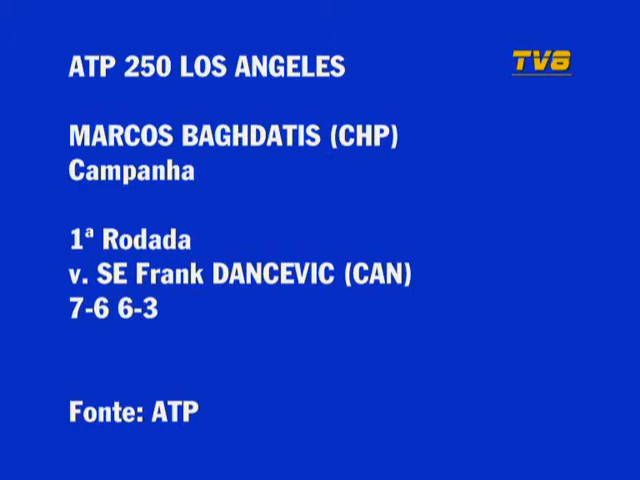 ATP 250 LOS ANGELES
TV8
MARCOS BAGHDATIS (CHP)
Campanha
1ª Rodada
v. SE Frank DANCEVIC (CAN)
7-6 6-3
Fonte: ATP